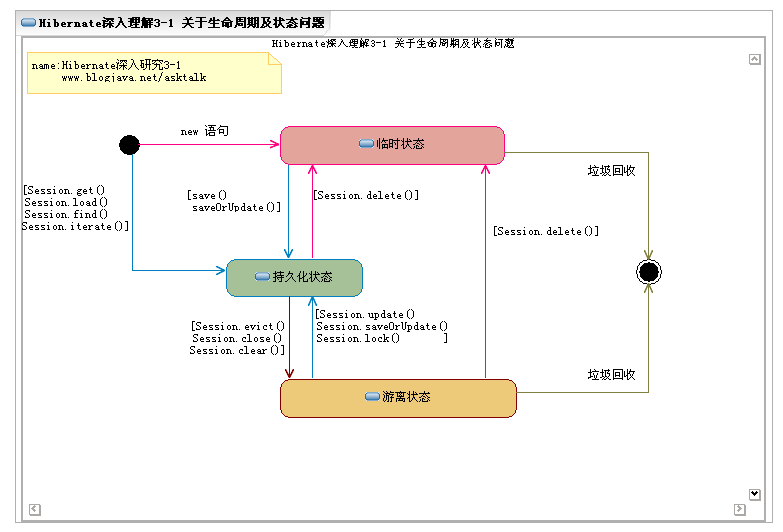 Hibernate深入理解3-1 关于生命周期及状态问题
Hibernate深入理解3-1 关于生命周期及状态问题
name:Hibernate深入研究3-1
www.blogjava.net/asktalk
new 语句
临时状态
垃圾回收
[Session.get()
Session.load()
Session.find()
Session.iterate()]
[save()
saveOrUpdate()]
[Session.delete()]
[Session.delete()]
持久化状态
[Session.evict()
Session.close()
Session.clear()]
[Session.update()
Session.saveOrUpdate()
Session.lock() ]
垃圾回收
游离状态